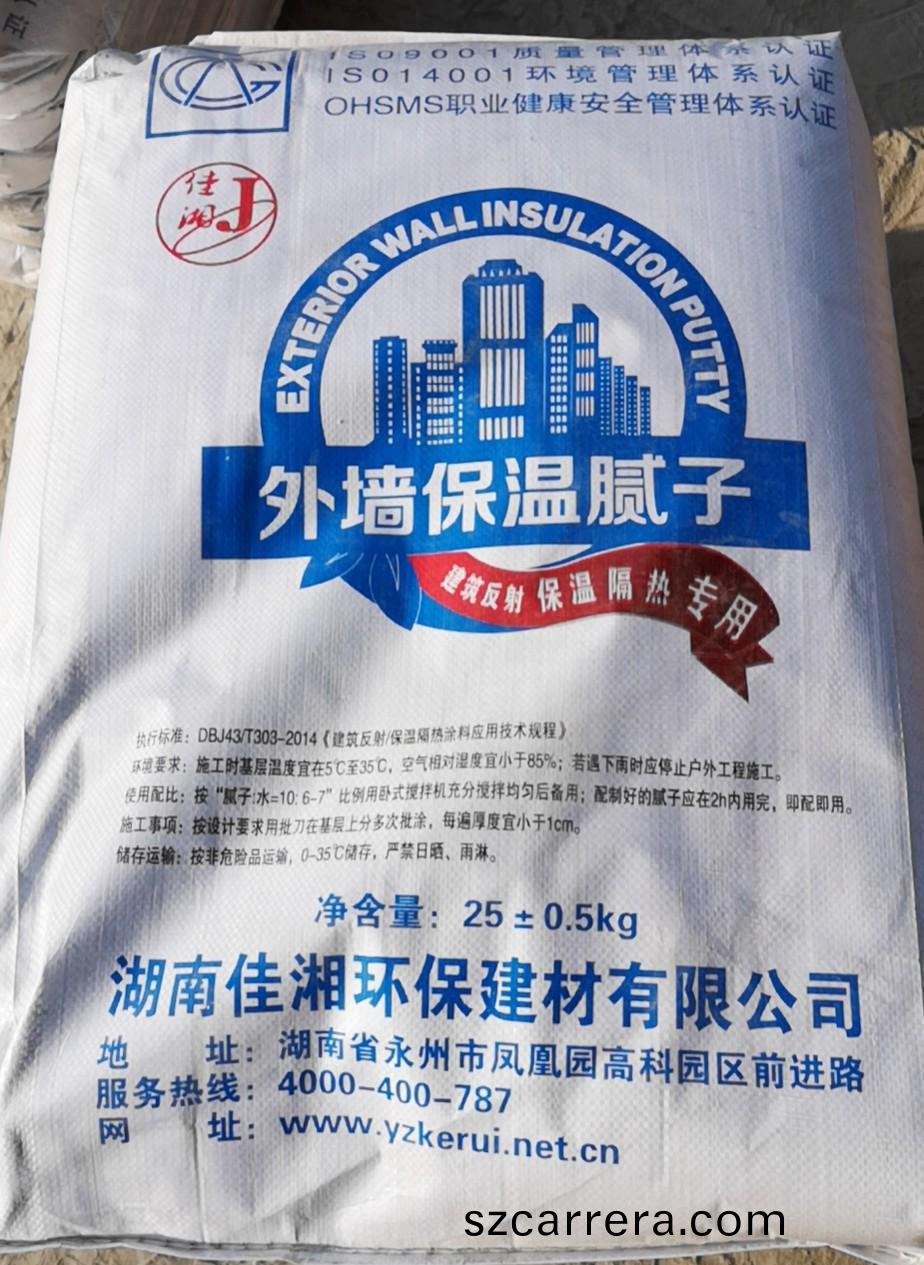 ISO9001质量管理体系认证
ISO14001环境管理体系认证
OHSMS职业健康安全管理体系认证
佳湘
J
EXTERIOR WALL INSULATION PUTTY
外墙保温腻子
建筑反射 保温隔热 专用
执行标准：DBJ43/T303-2014《建筑反射/保温隔热涂料应用技术规程》
环境要求：施工时基层温度宜在5℃至35℃，空气相对湿度宜小于85%；若遇下雨时应停止户外工程施工。
使用配比：按“腻子:水=10: 6-7”比例用卧式搅拌机充分搅拌均匀后备用；配制好的腻子应在2h内用完，即配即用。
施工事项：按设计要求用批刀在基层上分多次批涂，每遍厚度宜小于1cm。
储存运输：按非危险品运输，0-35℃储存，严禁日晒、雨淋。
净含量：25±0.5kg
湖南佳湘环保建材有限公司
地 址：湖南省永州市凤凰园高科园区前进路
服务热线：4000-400-787
网 址：www.yzkerui.net.cn
szcarrera.com